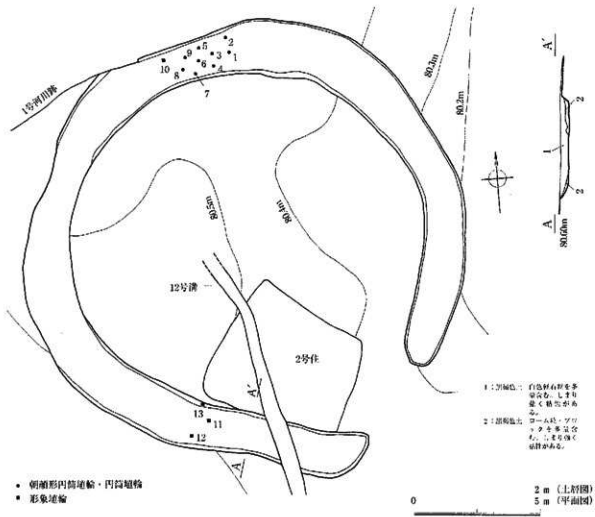 2
5
9
3
1
10
6
4
8
7
1号河川跡
80.3m
80.2m
A′
2
1
2
A
80.60m
80.5m
80.4m
12号溝
2号住
A′
13
11
12
A
1：黒褐色土 白色軽石粒を多量含む。しまり強く粘性がある。
2：黒褐色土 ローム粒・ブロックを多量含む。しまり強く粘性がある。
● 朝顔形円筒埴輪・円筒埴輪
■ 形象埴輪
0
2 m (土層図)
5 m (平面図)